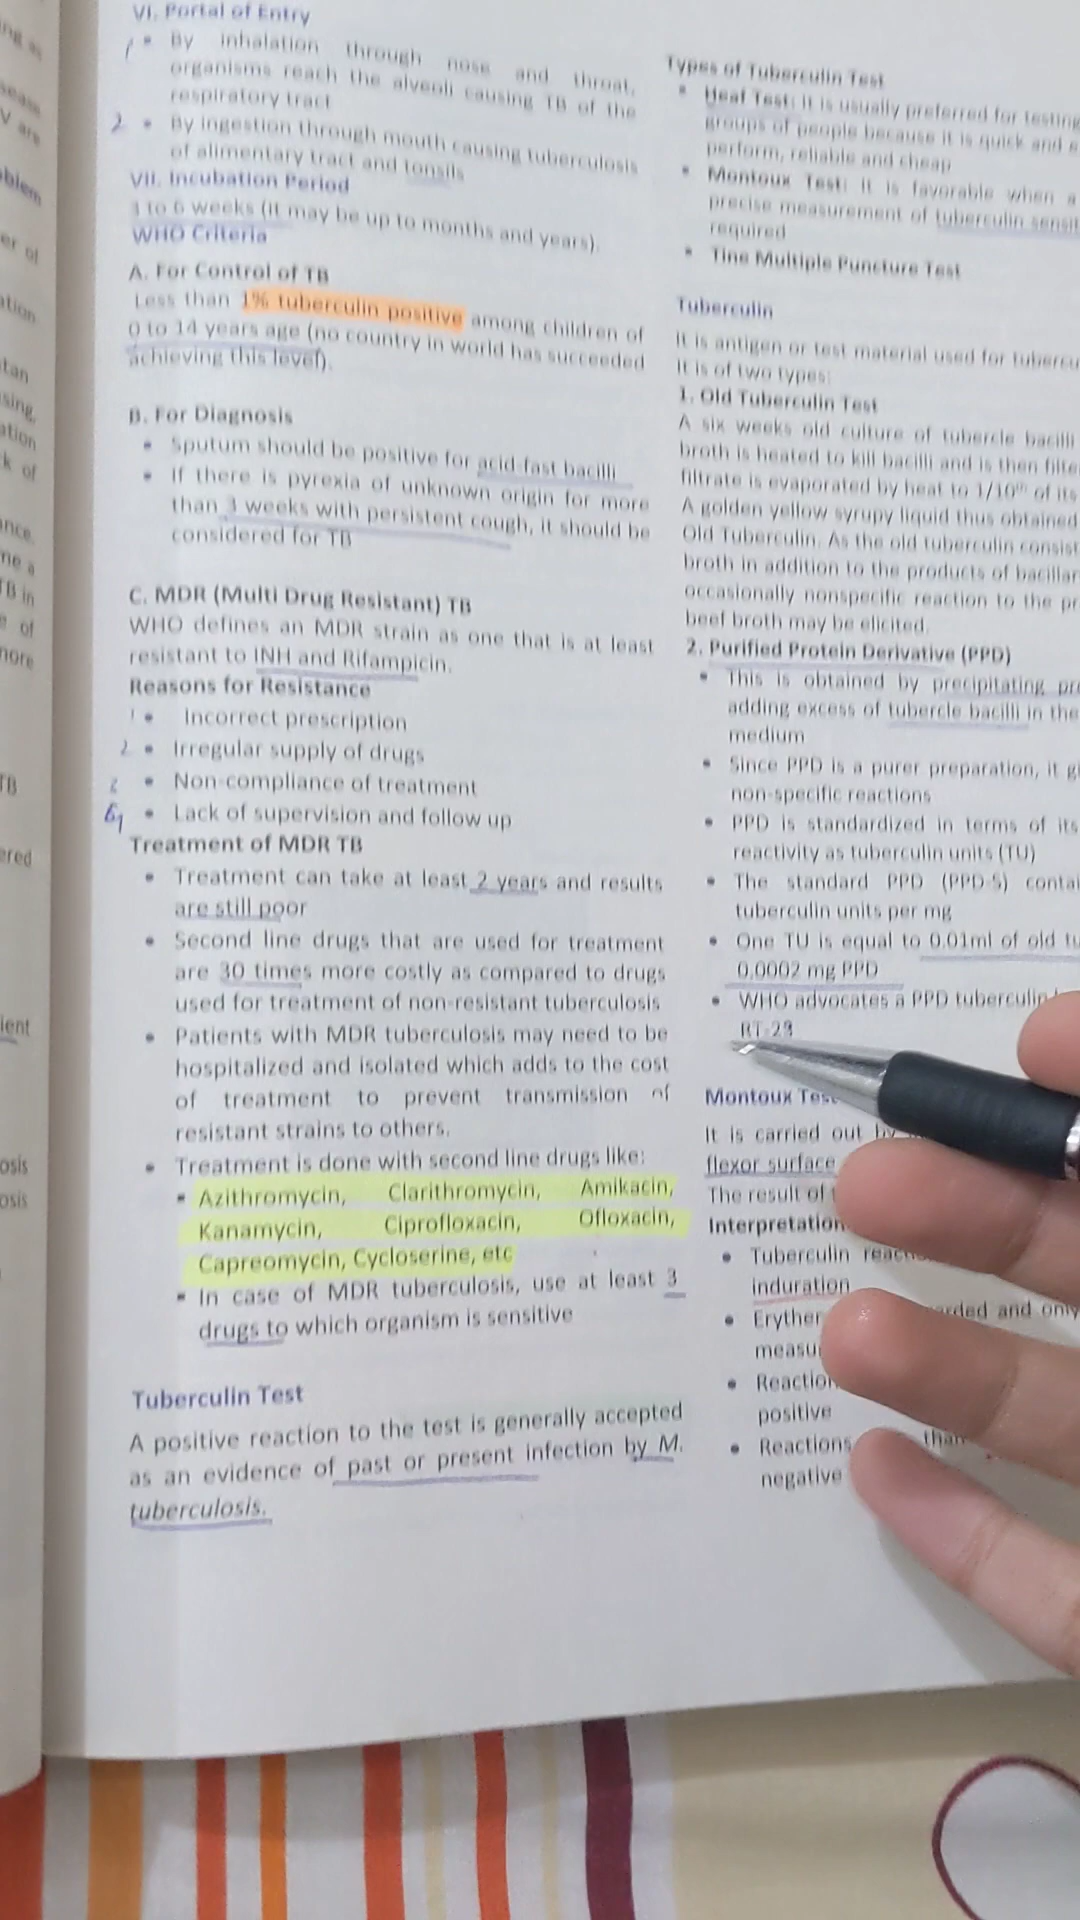 VI. Portal of Entry
• By inhalation through nose and throat,
organisms reach the alveoli causing TB of the
respiratory tract
2 • By ingestion through mouth causing tuberculosis
of alimentary tract and tonsils
VII. Incubation Period
to 6 weeks (it may be up to months and years).
WHO Criteria
A. For Control of TB
Less than 1% tuberculin positive among children of
0 to 14 years age (no country in world has succeeded
achieving this level).
B. For Diagnosis
• Sputum should be positive for acid-fast bacilli
• If there is pyrexia of unknown origin for more
than 3 weeks with persistent cough, it should be
considered for TB
C. MDR (Multi Drug Resistant) TB
WHO defines an MDR strain as one that is at least
resistant to INH and Rifampicin.
Reasons for Resistance
1 • Incorrect prescription
2 • Irregular supply of drugs
• Non-compliance of treatment
• Lack of supervision and follow up
Treatment of MDR TB
• Treatment can take at least 2 years and results
are still poor
• Second line drugs that are used for treatment
are 30 times more costly as compared to drugs
used for treatment of non-resistant tuberculosis
• Patients with MDR tuberculosis may need to be
hospitalized and isolated which adds to the cost
of treatment to prevent transmission of
resistant strains to others.
• Treatment is done with second line drugs like:
▪ Azithromycin, Clarithromycin, Amikacin,
Kanamycin, Ciprofloxacin, Ofloxacin,
Capreomycin, Cycloserine, etc
▪ In case of MDR tuberculosis, use at least 3
drugs to which organism is sensitive
Tuberculin Test
A positive reaction to the test is generally accepted
as an evidence of past or present infection by M.
tuberculosis.
Types of Tuberculin Test
• Heaf Test: It is usually preferred for testing
groups of people because it is quick and
perform, reliable and cheap
• Montoux Test: It is favorable when a
precise measurement of tuberculin
required
• Tine Multiple Puncture Test
Tuberculin
It is antigen or test material used for
It is of two types:
1. Old Tuberculin Test
A six weeks old culture of tubercle bacilli
broth is heated to kill bacilli and is then
filtrate is evaporated by heat to 1/10th of its
A golden yellow syrupy liquid thus obtained
Old Tuberculin. As the old tuberculin
broth in addition to the products of
occasionally nonspecific reaction to the
beef broth may be elicited.
2. Purified Protein Derivative (PPD)
• This is obtained by precipitating
adding excess of tubercle bacilli in the
medium
• Since PPD is a purer preparation, it
non-specific reactions
• PPD is standardized in terms of its
reactivity as tuberculin units (TU)
• The standard PPD (PPD-S)
tuberculin units per mg
• One TU is equal to 0.01ml of old
0.0002 mg PPD
• WHO advocates a PPD tuberculin
RT-23
Montoux
It is carried out by
flexor surface
The result of
Interpretation
• Tuberculin
induration
• and only
• Reaction
positive
• Reactions than
negative